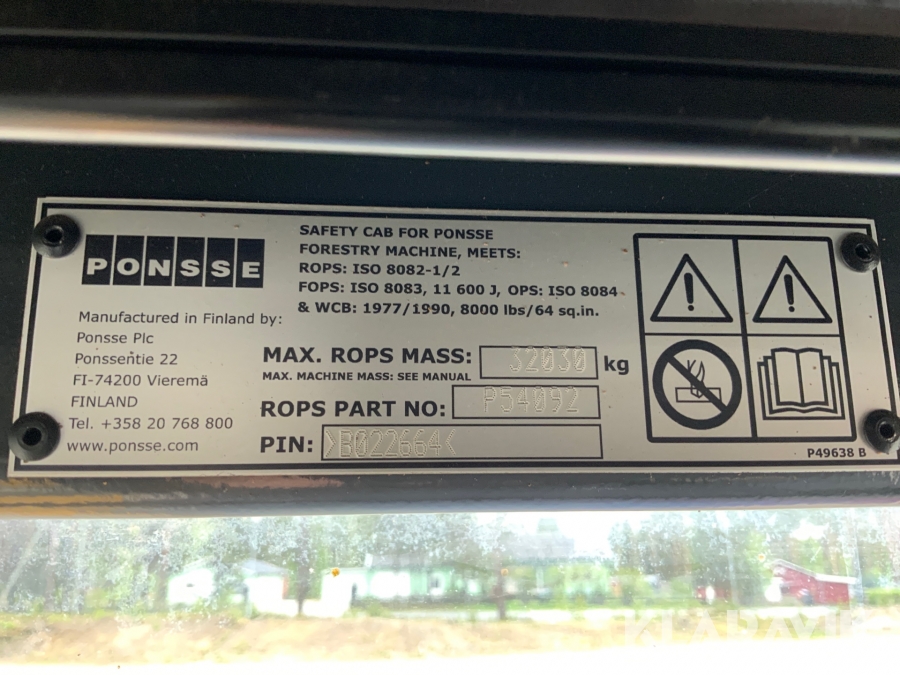 PONSSE
Manufactured in Finland by:
Ponsse Plc
Ponssentie 22
FI-74200 Vieremä
FINLAND
Tel. +358 20 768 800
www.ponsse.com
SAFETY CAB FOR PONSSE
FORESTRY MACHINE, MEETS:
ROPS: ISO 8082-1/2
FOPS: ISO 8083, 11 600 J, OPS: ISO 8084
& WCB: 1977/1990, 8000 lbs/64 sq.in.
MAX. ROPS MASS: 32030 kg
MAX. MACHINE MASS: SEE MANUAL
ROPS PART NO: P54092
PIN: >B022664<
P49638 B
KLARAVIK